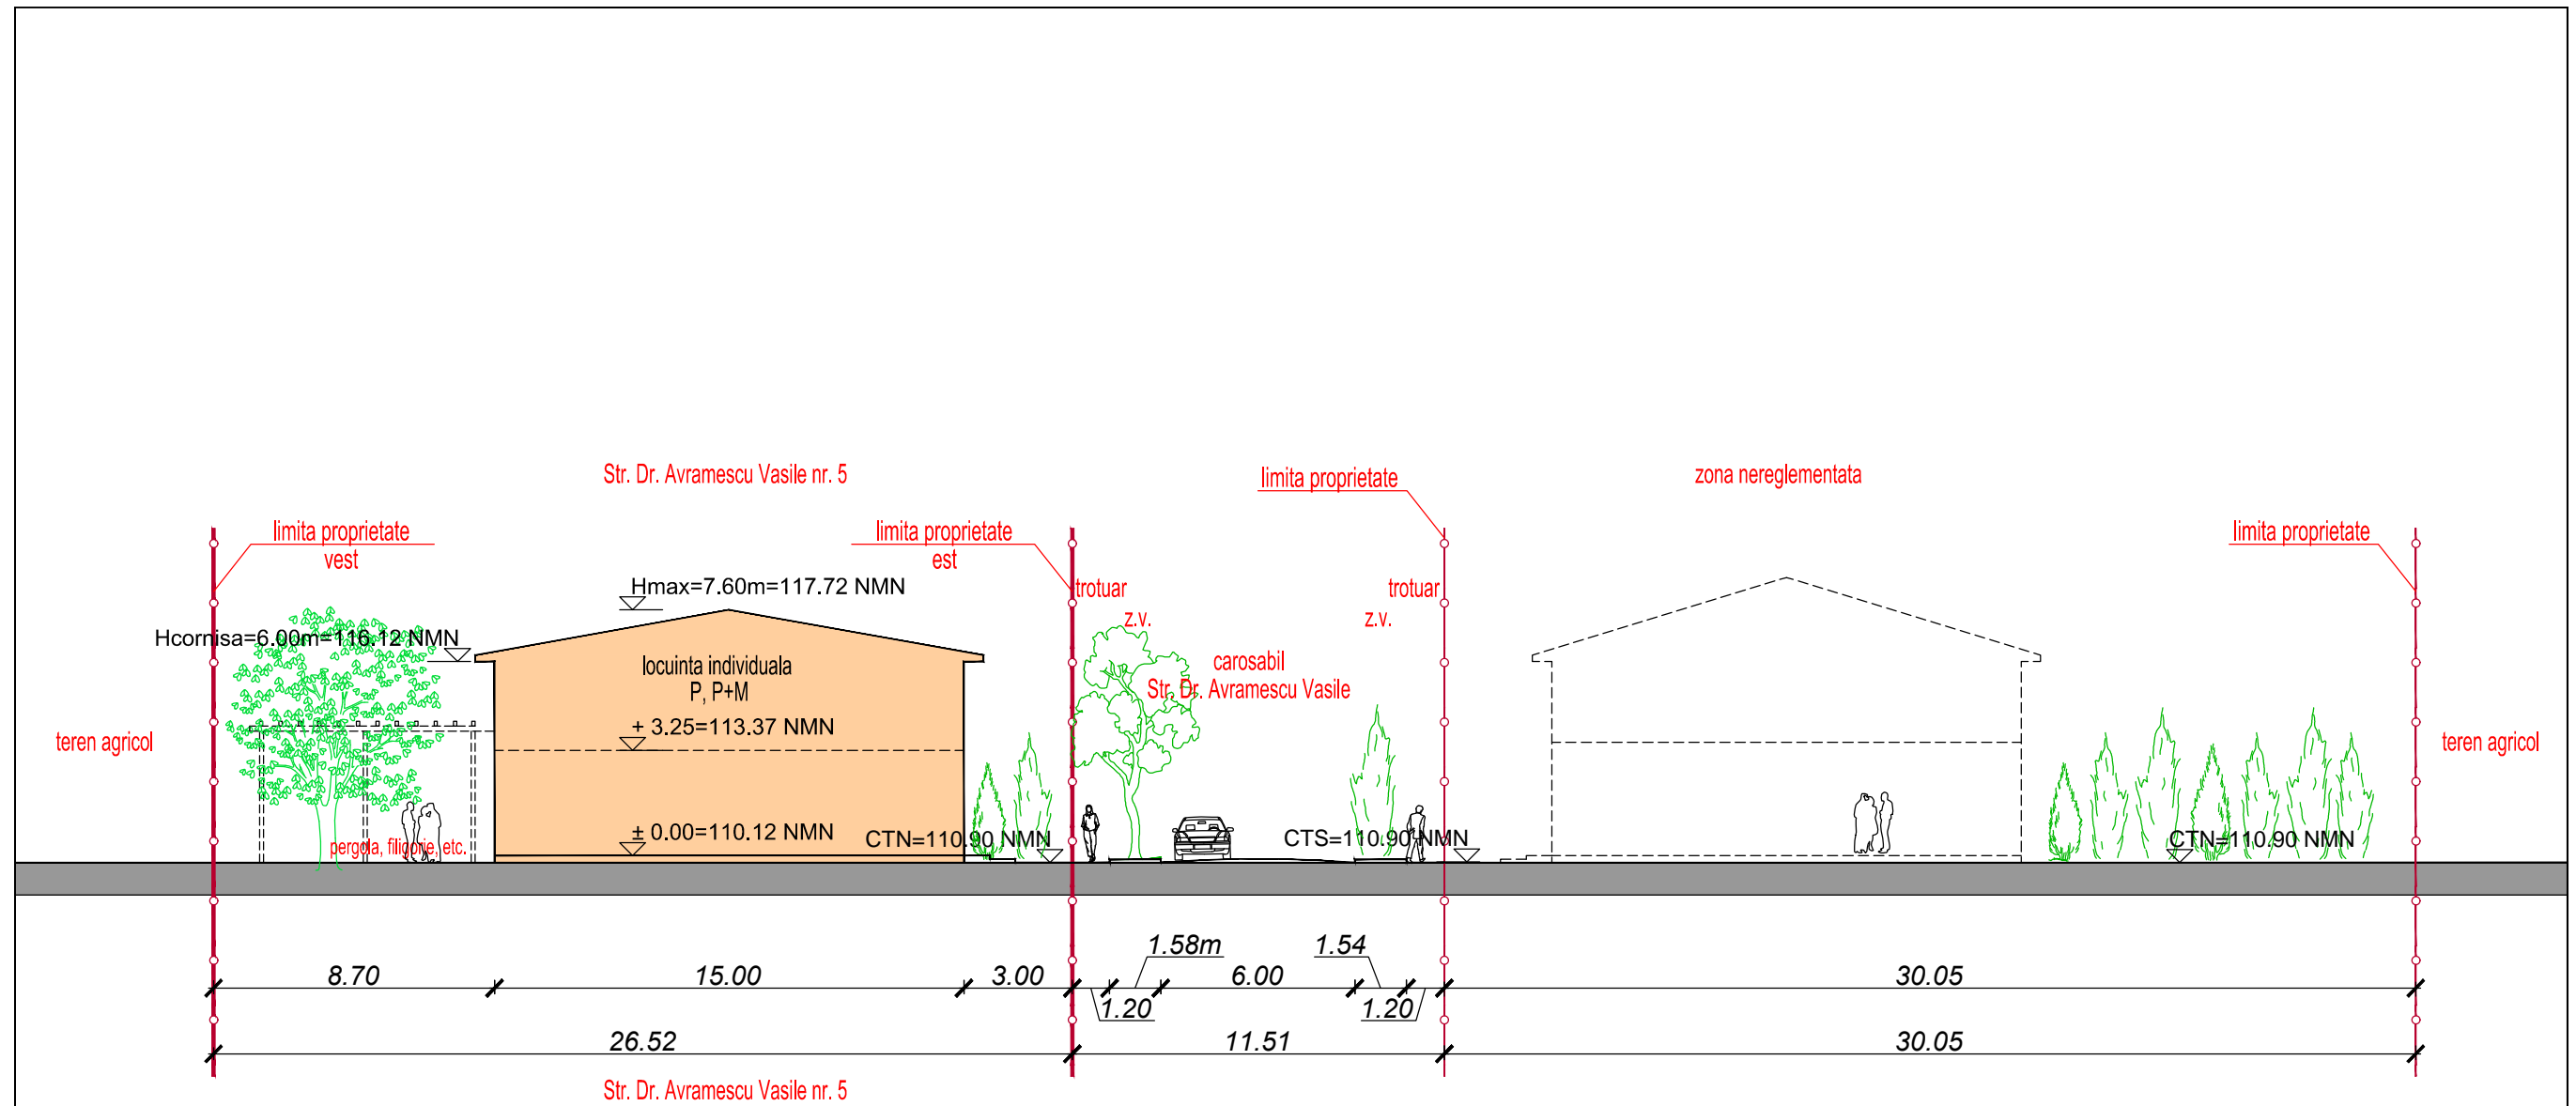 Str. Dr. Avramescu Vasile nr. 5
limita proprietate
zona nereglementata
limita proprietate
vest
limita proprietate
est
limita proprietate
Hmax=7.60m=117.72 NMN
trotuar
trotuar
z.v.
z.v.
Hcornisa=6.00m=116.12 NMN
locuinta individuala
P, P+M
carosabil
Str. Dr. Avramescu Vasile
+ 3.25=113.37 NMN
teren agricol
teren agricol
± 0.00=110.12 NMN
CTN=110.90 NMN
CTS=110.90 NMN
CTN=110.90 NMN
pergola, filigorie, etc.
1.58m
1.54
8.70
15.00
3.00
6.00
30.05
1.20
1.20
26.52
11.51
30.05
Str. Dr. Avramescu Vasile nr. 5